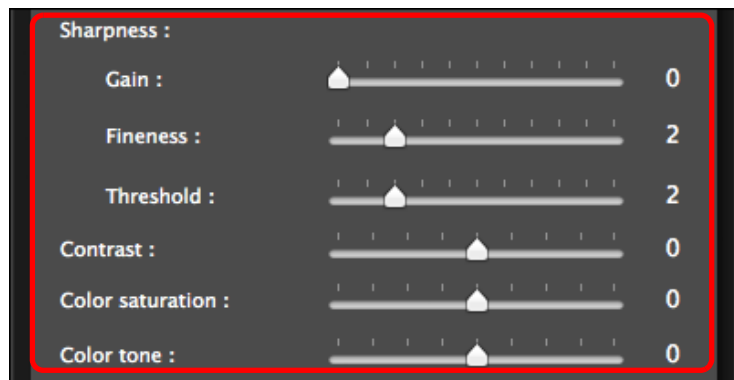 Sharpness :
Gain : 0
Fineness : 2
Threshold : 2
Contrast : 0
Color saturation : 0
Color tone : 0